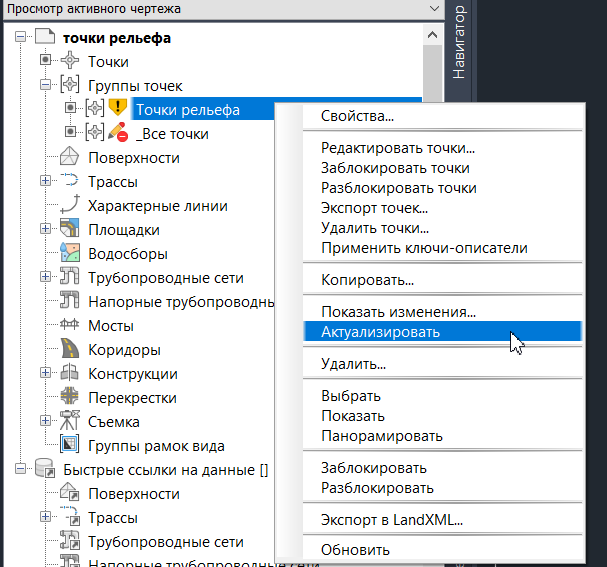 Просмотр активного чертежа
Навигатор
точки рельефа
Точки
Группы точек
Точки рельефа
_Все точки
Поверхности
Трассы
Характерные линии
Площадки
Водосборы
Трубопроводные сети
Напорные трубопроводн
Мосты
Коридоры
Конструкции
Перекрестки
Съемка
Группы рамок вида
Быстрые ссылки на данные []
Поверхности
Трассы
Трубопроводные сети
Напорные трубопроводные сети
Свойства...
Редактировать точки...
Заблокировать точки
Разблокировать точки
Экспорт точек...
Удалить точки...
Применить ключи-описатели
Копировать...
Показать изменения...
Актуализировать
Удалить...
Выбрать
Показать
Панорамировать
Заблокировать
Разблокировать
Экспорт в LandXML...
Обновить